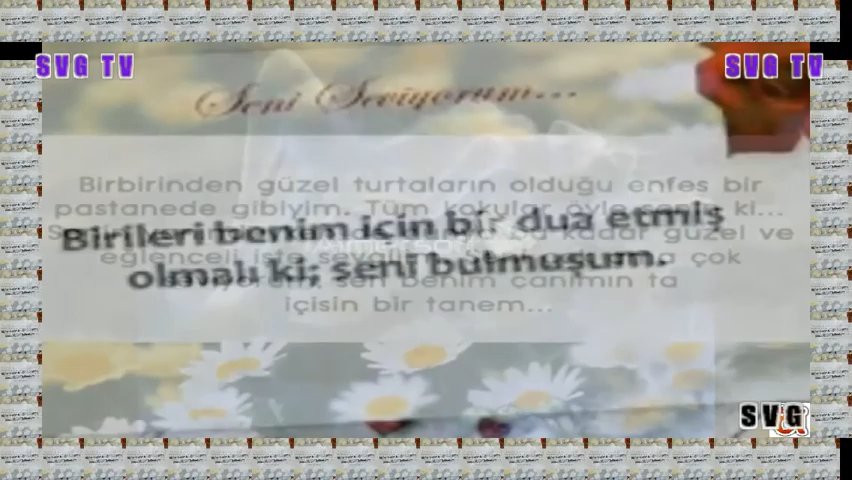 SVG TV
SVG TV
Seni Seviyorum...
Birbirinden güzel turtaların olduğu enfes bir
pastanede gibiyim. Tüm kokular öyle
ki...
Birileri benim için bir dua etmiş
kadar güzel ve
eğlenceli işte
çok
olmalı ki; seni bulmuşum.
seni benim canımın ta
içisin bir tanem...
SVG